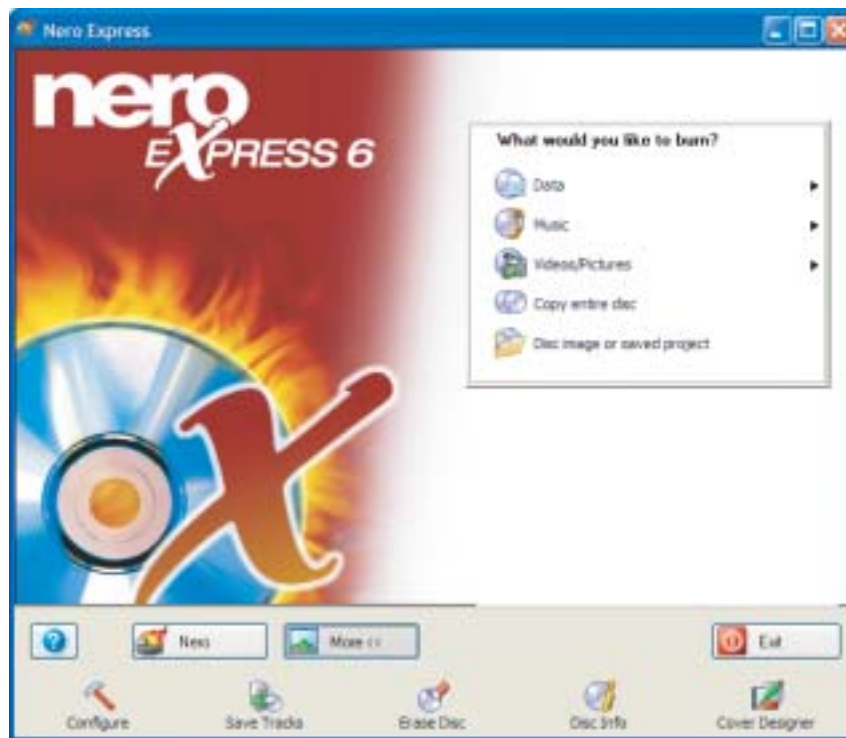 Nero Express
nero
EXPRESS 6
What would you like to burn?
Data
Music
Videos/Pictures
Copy entire disc
Disc image or saved project
?
Nero
More <<
Exit
Configure
Save Tracks
Erase Disc
Disc Info
Cover Designer